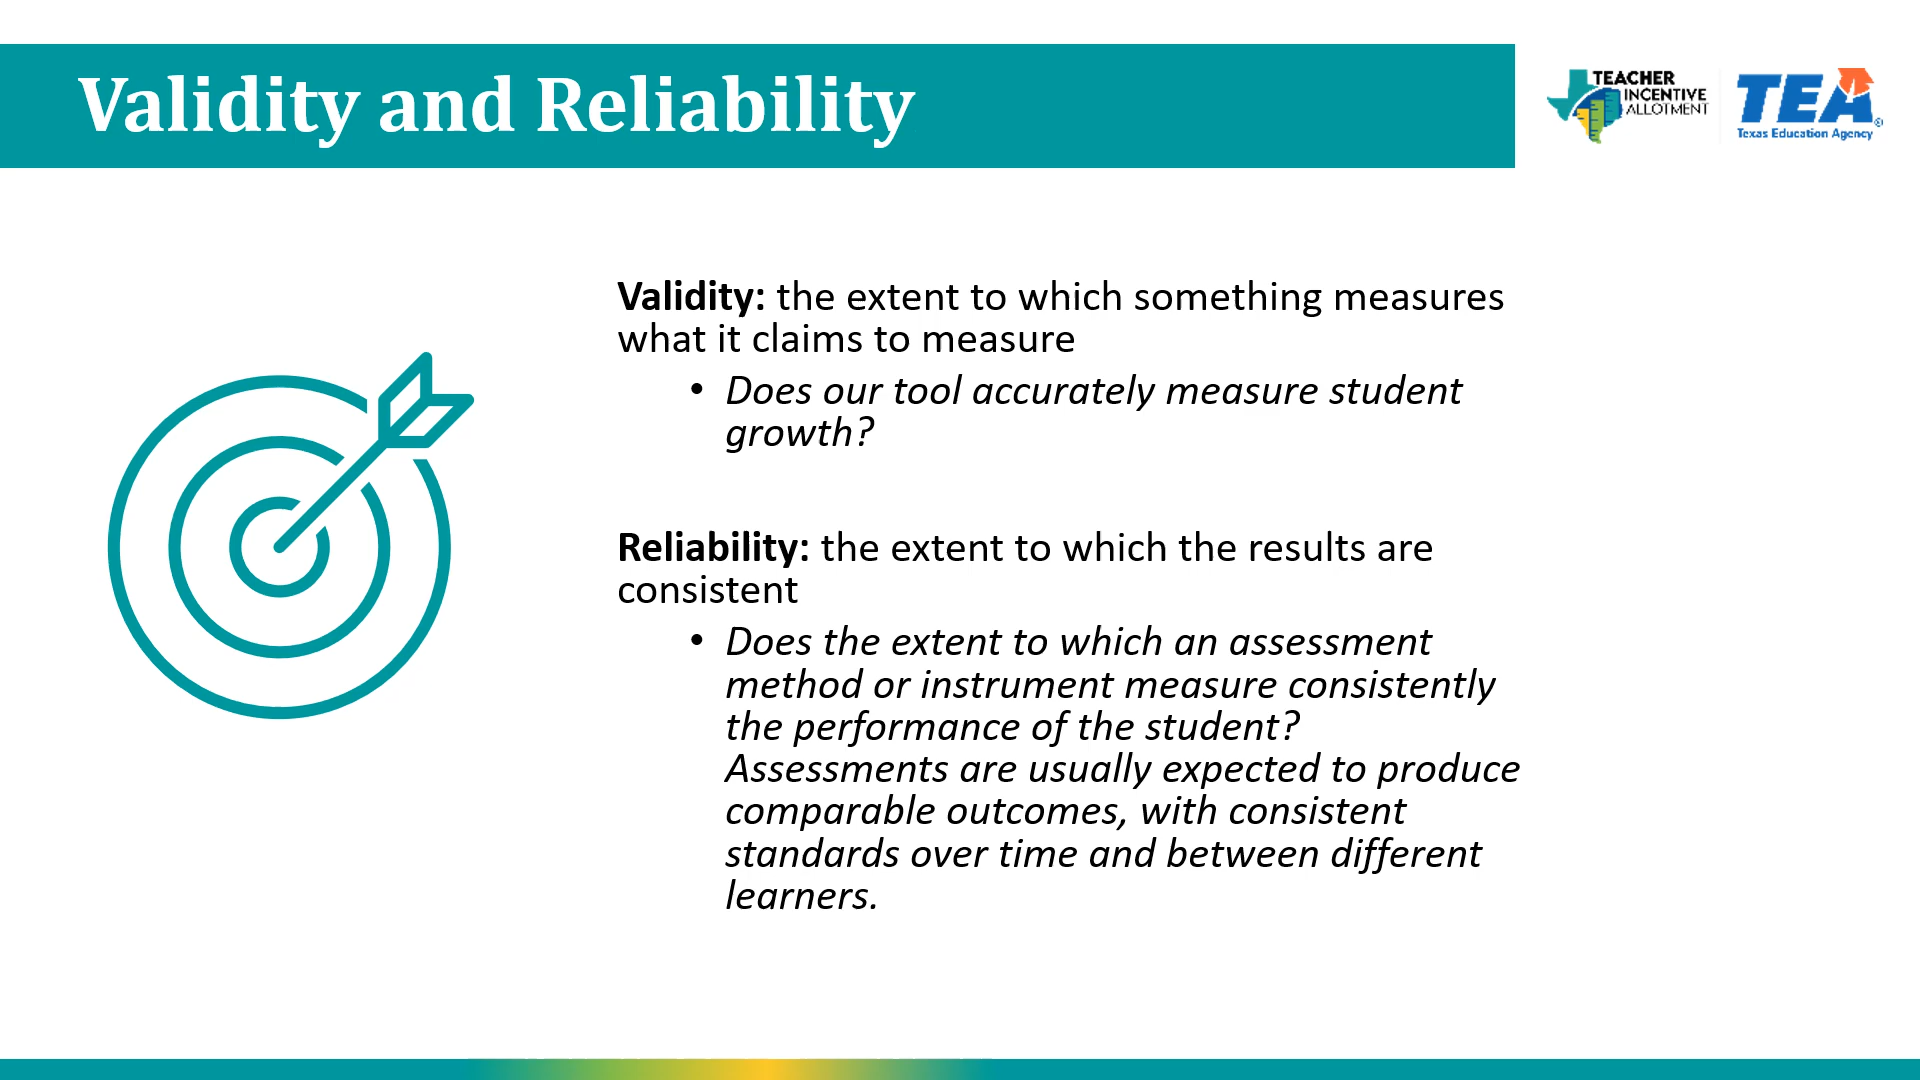 Validity and Reliability
TEACHER
INCENTIVE
ALLOTMENT
TEA
®
Texas Education Agency
Validity: the extent to which something measures
what it claims to measure
• Does our tool accurately measure student
growth?
Reliability: the extent to which the results are
consistent
• Does the extent to which an assessment
method or instrument measure consistently
the performance of the student?
Assessments are usually expected to produce
comparable outcomes, with consistent
standards over time and between different
learners.